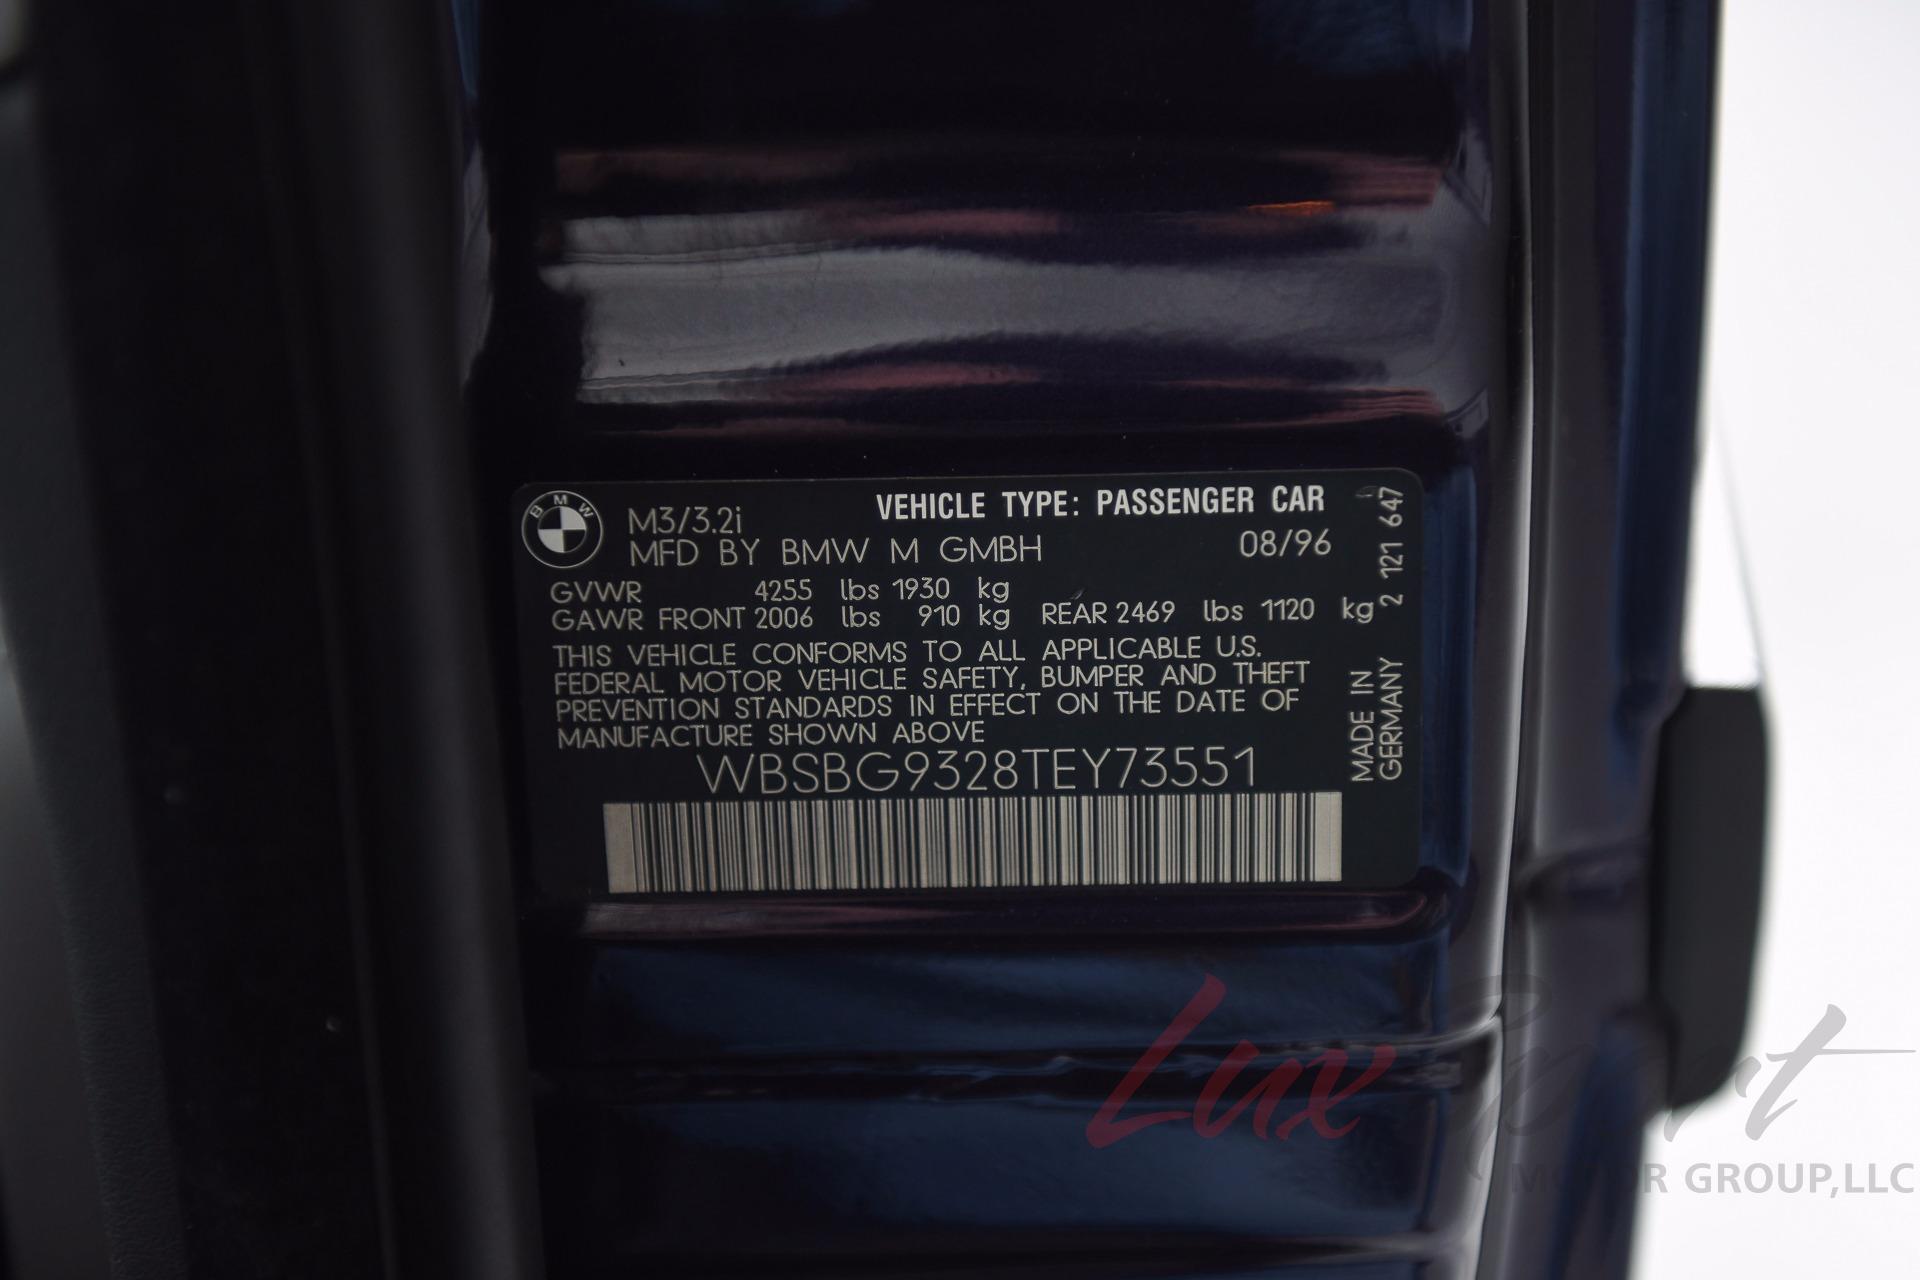 BMW
M3/3.2i
VEHICLE TYPE: PASSENGER CAR
MFD BY BMW M GMBH
08/96
GVWR 4255 lbs 1930 kg
GAWR FRONT 2006 lbs 910 kg REAR 2469 lbs 1120 kg
THIS VEHICLE CONFORMS TO ALL APPLICABLE U.S.
FEDERAL MOTOR VEHICLE SAFETY, BUMPER AND THEFT
PREVENTION STANDARDS IN EFFECT ON THE DATE OF
MANUFACTURE SHOWN ABOVE
WBSBG9328TEY73551
MADE IN
GERMANY
2 121 647
Lux Sport
MOTOR GROUP,LLC